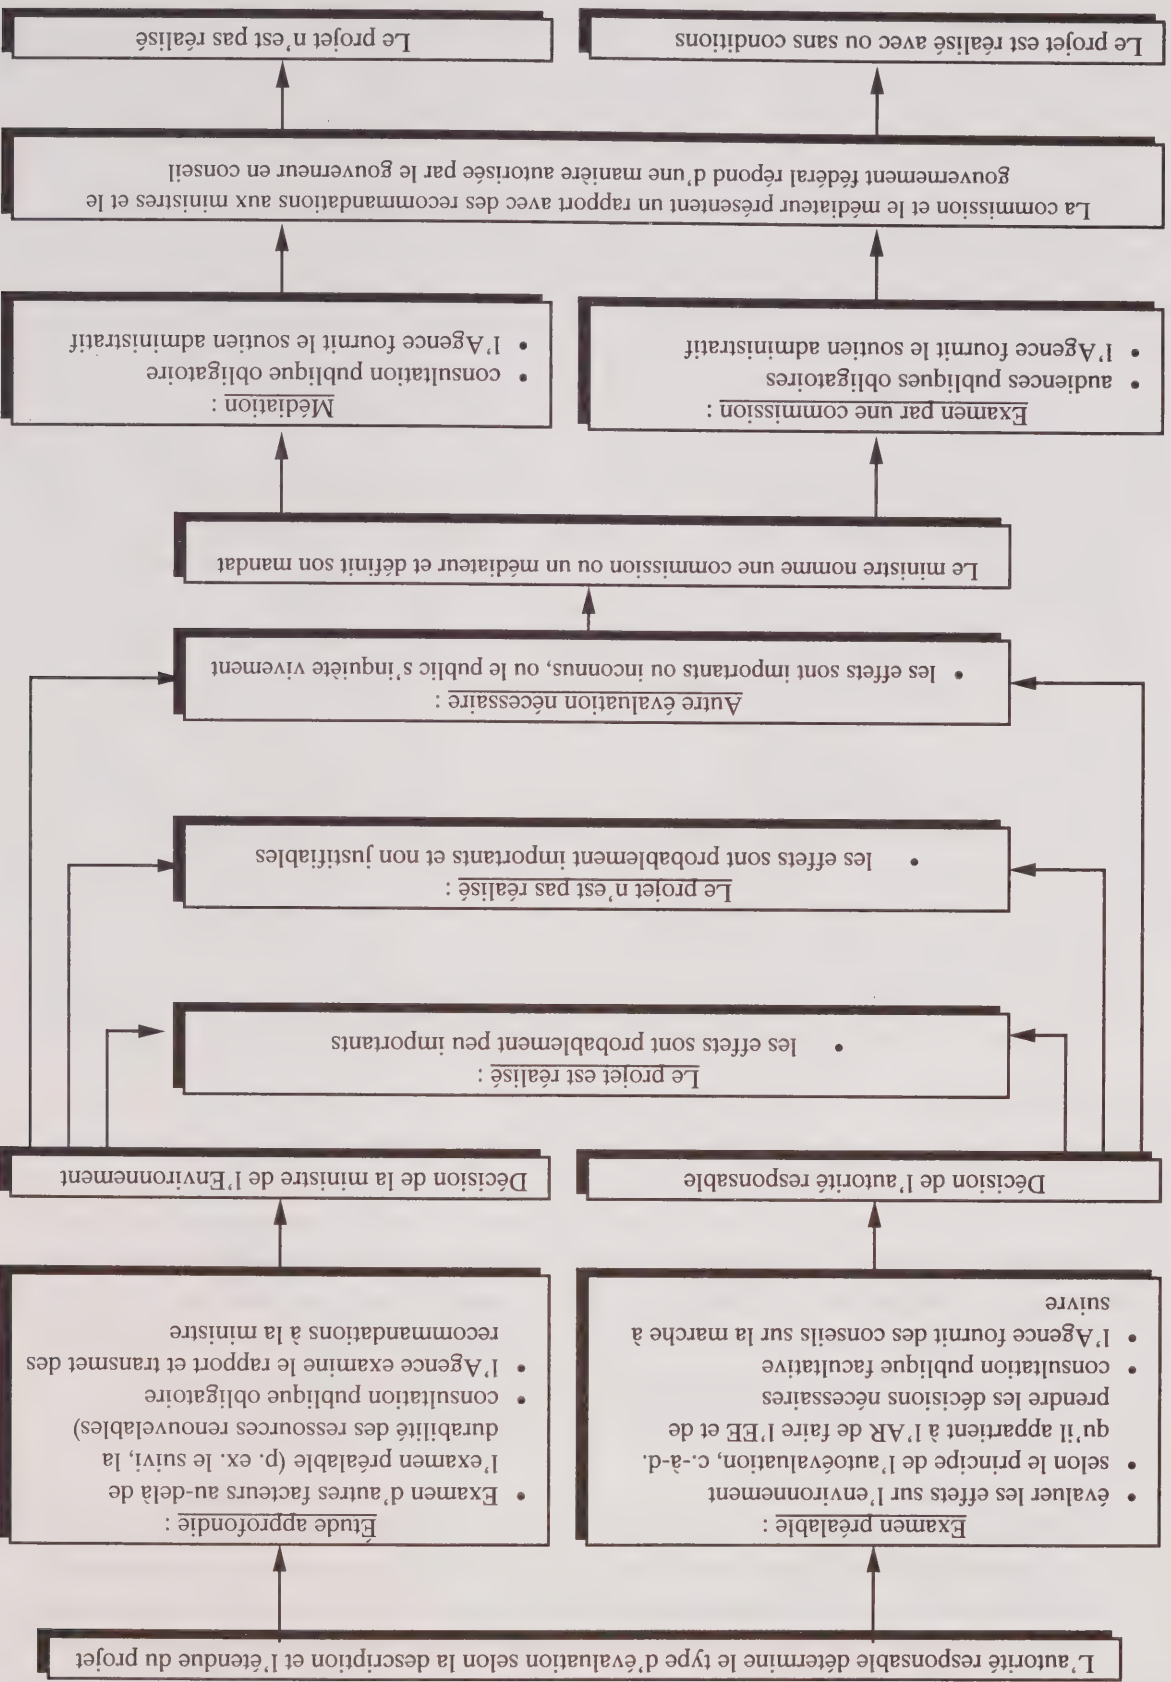 L'autorité responsable détermine le type d'évaluation selon la description et l'étendue du projet
Examen préalable :
• évaluer les effets sur l'environnement
• selon le principe de l'autoévaluation, c.-à-d.
qu'il appartient à l'AR de faire l'EE et de
prendre les décisions nécessaires
• consultation publique facultative
• l'Agence fournit des conseils sur la marche à
suivre
Étude approfondie :
• Examen d'autres facteurs au-delà de
l'examen préalable (p. ex. le suivi, la
durabilité des ressources renouvelables)
• consultation publique obligatoire
• l'Agence examine le rapport et transmet des
recommandations à la ministre
Décision de l'autorité responsable
Décision de la ministre de l'Environnement
Le projet est réalisé :
• les effets sont probablement peu importants
Le projet n'est pas réalisé :
• les effets sont probablement importants et non justifiables
Autre évaluation nécessaire :
• les effets sont importants ou inconnus, ou le public s'inquiète vivement
Le ministre nomme une commission ou un médiateur et définit son mandat
Examen par une commission :
• audiences publiques obligatoires
• l'Agence fournit le soutien administratif
Médiation :
• consultation publique obligatoire
• l'Agence fournit le soutien administratif
La commission et le médiateur présentent un rapport avec des recommandations aux ministres et le
gouvernement fédéral répond d'une manière autorisée par le gouverneur en conseil
Le projet est réalisé avec ou sans conditions
Le projet n'est pas réalisé